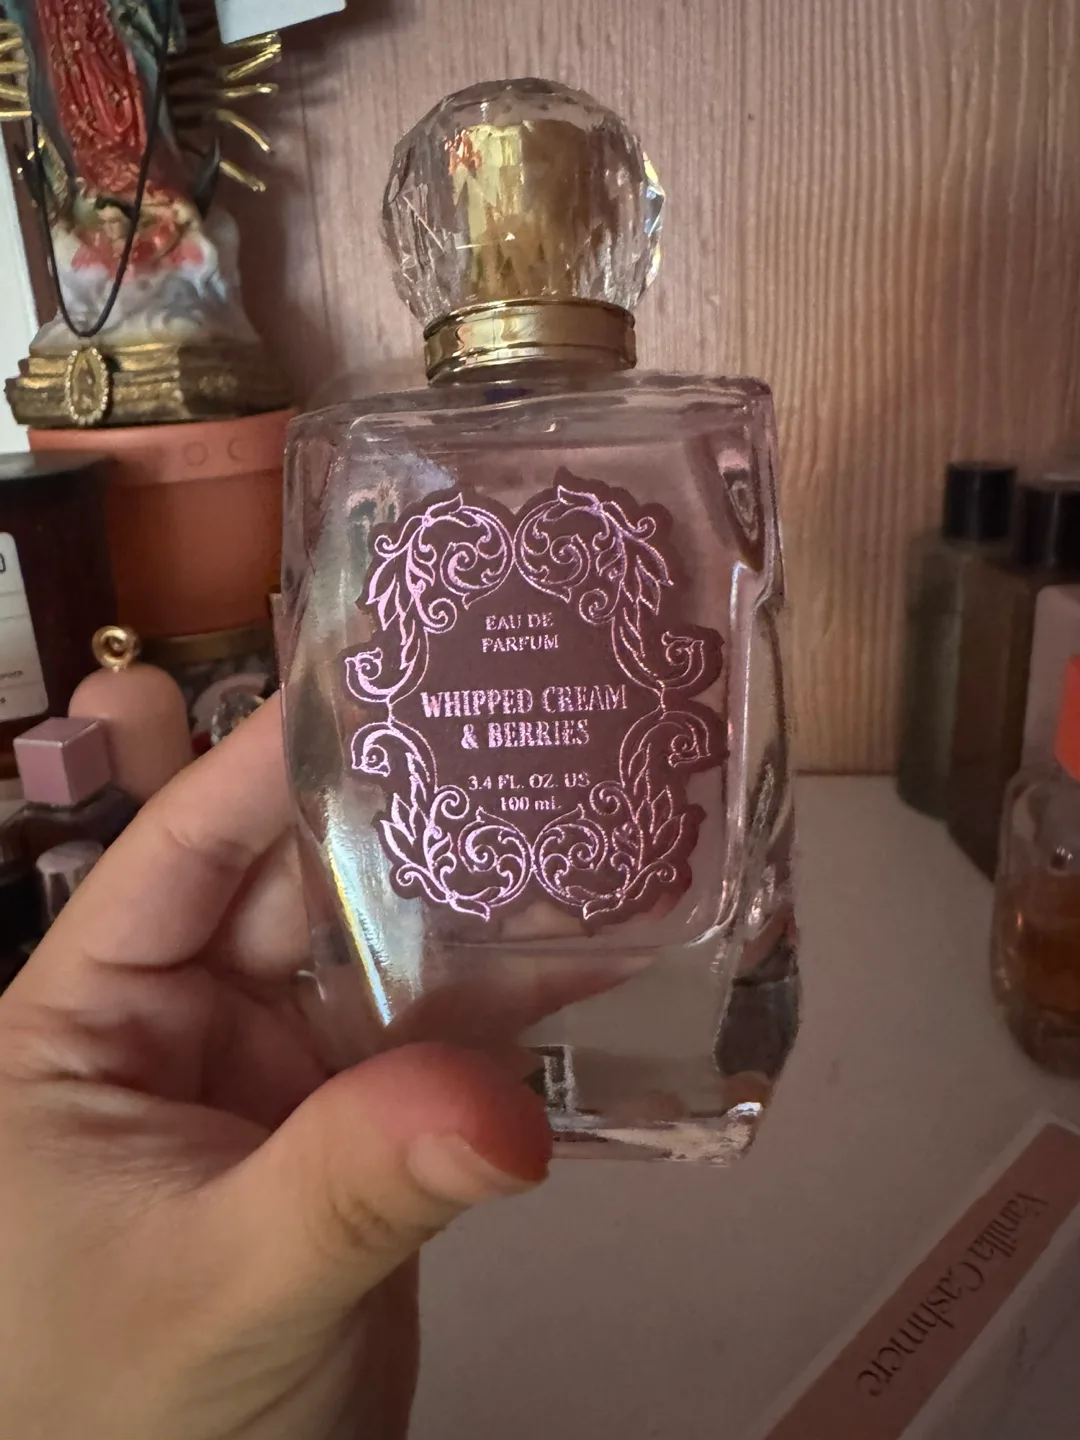 EAU DE
PARFUM
WHIPPED CREAM
& BERRIES
3.4 FL. OZ. US
100 mL
Vanilla Cashmere